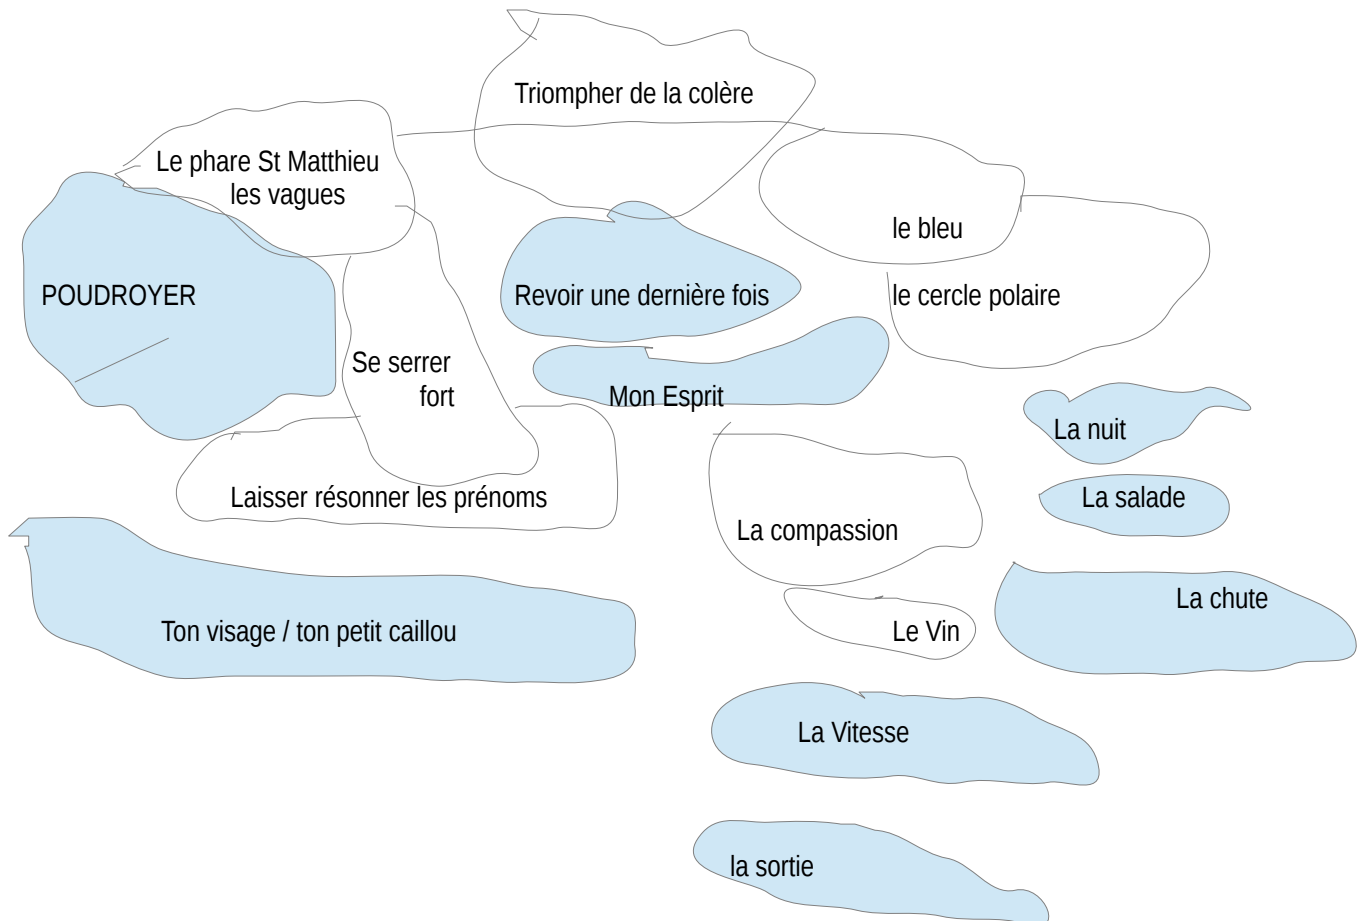 Triompher de la colère
Le phare St Matthieu
les vagues
le bleu
POUDROYER
Revoir une dernière fois
le cercle polaire
Se serrer
fort
Mon Esprit
La nuit
Laisser résonner les prénoms
La salade
La compassion
La chute
Ton visage / ton petit caillou
Le Vin
La Vitesse
la sortie